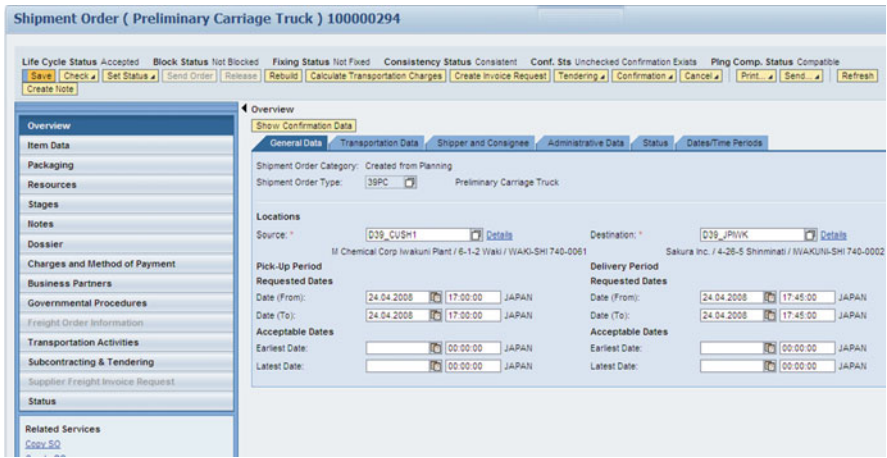 Shipment Order ( Preliminary Carriage Truck ) 100000294
Life Cycle Status Accepted Block Status Not Blocked Fixing Status Not Fixed Consistency Status Consistent Conf. Sts Unchecked Confirmation Exists Plng Comp. Status Compatible
Save Check Set Status Send Order Release Rebuild Calculate Transportation Charges Create Invoice Request Tendering Confirmation Cancel Print... Send... Refresh
Create Note
Overview
Item Data
Packaging
Resources
Stages
Notes
Dossier
Charges and Method of Payment
Business Partners
Governmental Procedures
Freight Order Information
Transportation Activities
Subcontracting & Tendering
Supplier Freight Invoice Request
Status
Related Services
Copy SO
Overview
Show Confirmation Data
General Data Transportation Data Shipper and Consignee Administrative Data Status Dates/Time Periods
Shipment Order Category: Created from Planning
Shipment Order Type: 39PC Preliminary Carriage Truck
Locations
Source: * D39_CUSH1 Details Destination: * D39_JPIWK Details
M Chemical Corp Iwakuni Plant / 6-1-2 Waki / WAKI-SHI 740-0061 Sakura Inc. / 4-26-5 Shinminati / IWAKUNI-SHI 740-0002
Pick-Up Period Delivery Period
Requested Dates Requested Dates
Date (From): 24.04.2008 17:00:00 JAPAN Date (From): 24.04.2008 17:45:00 JAPAN
Date (To): 24.04.2008 17:00:00 JAPAN Date (To): 24.04.2008 17:45:00 JAPAN
Acceptable Dates Acceptable Dates
Earliest Date: 00:00:00 JAPAN Earliest Date: 00:00:00 JAPAN
Latest Date: 00:00:00 JAPAN Latest Date: 00:00:00 JAPAN